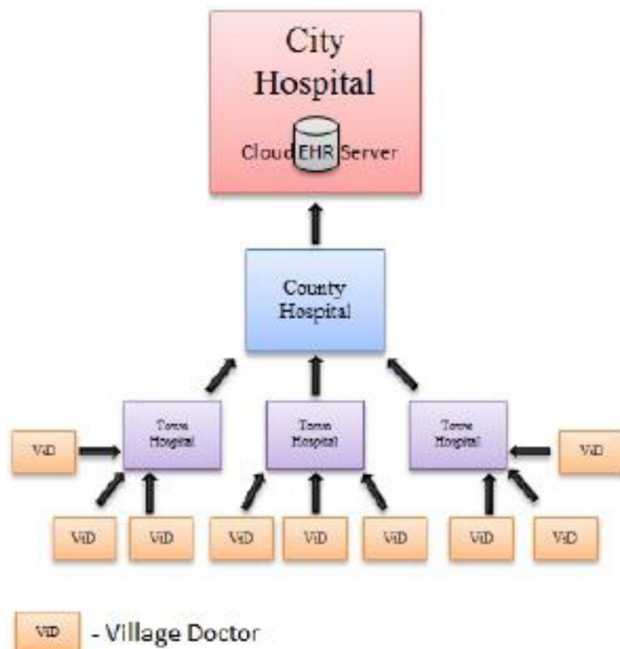 City
Hospital
Cloud EHR Server
County
Hospital
Town
Hospital
Town
Hospital
Town
Hospital
ViD
ViD
ViD
ViD
ViD
ViD
ViD
ViD
ViD
ViD - Village Doctor